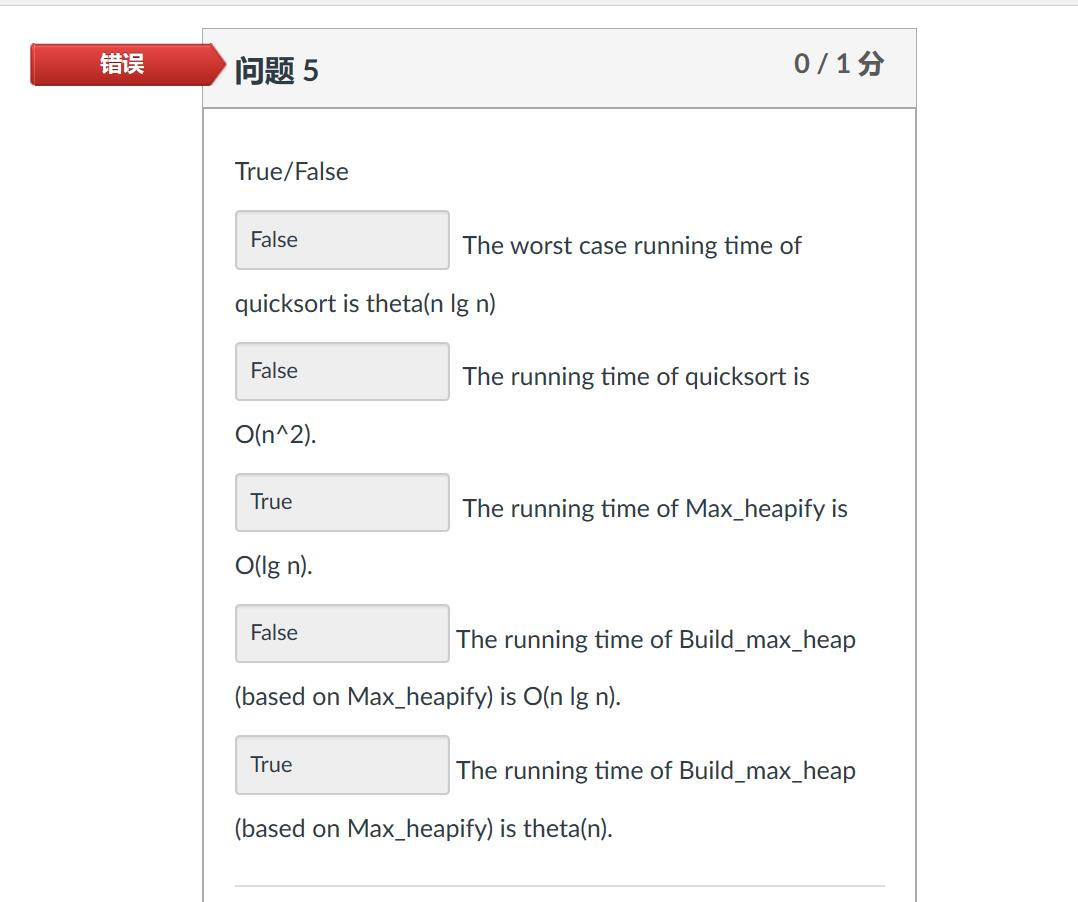 错误
问题 5
0 / 1 分
True/False
False The worst case running time of
quicksort is theta(n lg n)
False The running time of quicksort is
O(n^2).
True The running time of Max_heapify is
O(lg n).
False The running time of Build_max_heap
(based on Max_heapify) is O(n lg n).
True The running time of Build_max_heap
(based on Max_heapify) is theta(n).